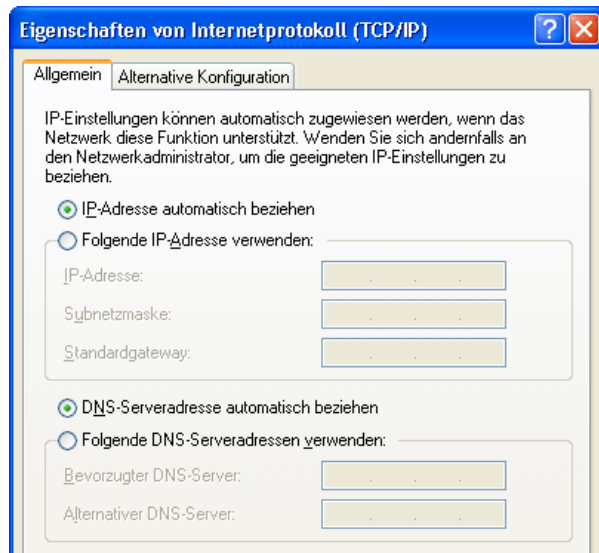 Eigenschaften von Internetprotokoll (TCP/IP)
Allgemein
Alternative Konfiguration
IP-Einstellungen können automatisch zugewiesen werden, wenn das
Netzwerk diese Funktion unterstützt. Wenden Sie sich andernfalls an
den Netzwerkadministrator, um die geeigneten IP-Einstellungen zu
beziehen.
IP-Adresse automatisch beziehen
Folgende IP-Adresse verwenden:
IP-Adresse:
Subnetzmaske:
Standardgateway:
DNS-Serveradresse automatisch beziehen
Folgende DNS-Serveradressen verwenden:
Bevorzugter DNS-Server:
Alternativer DNS-Server: